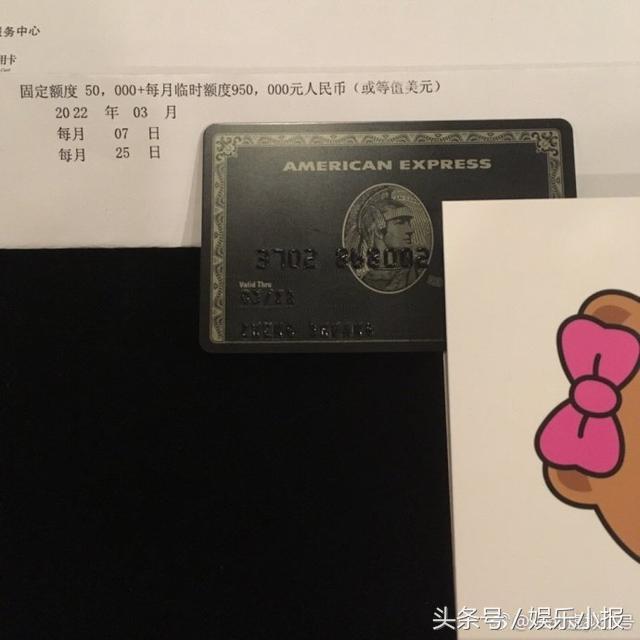 服务中心
用卡
固定额度 50，000+每月临时额度950，000元人民币（或等值美元）
2022 年 03 月
每月 07 日
每月 25 日
AMERICAN EXPRESS
Valid Thru
头条号 / 娱乐小报